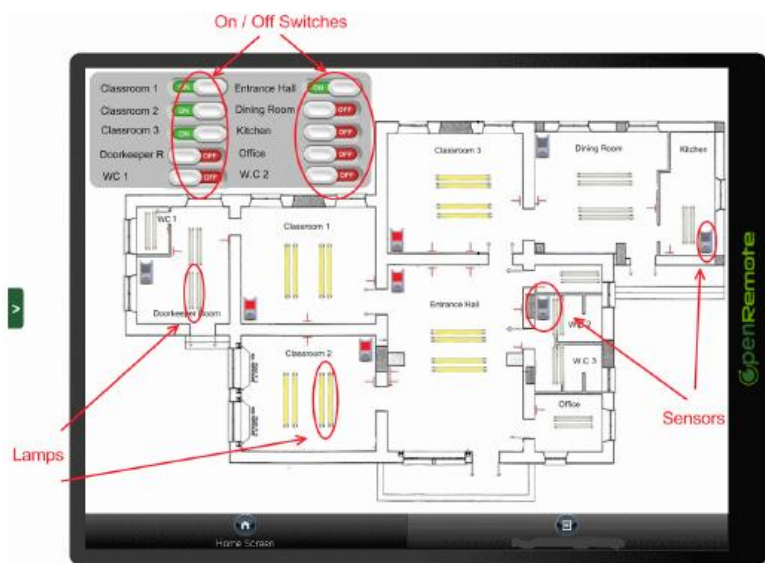 On / Off Switches
Classroom 1 ON
Entrance Hall ON
Classroom 2 ON
Dining Room OFF
Classroom 3 ON
Kitchen OFF
Doorkeeper R OFF
Office OFF
WC 1 OFF
W.C 2 OFF
Classroom 3
Dining Room
Kitchen
WC 1
Classroom 1
Entrance Hall
Doorkeeper Room
W.C 2
Classroom 2
W.C 3
Office
Sensors
Lamps
OpenRemote
Home Screen